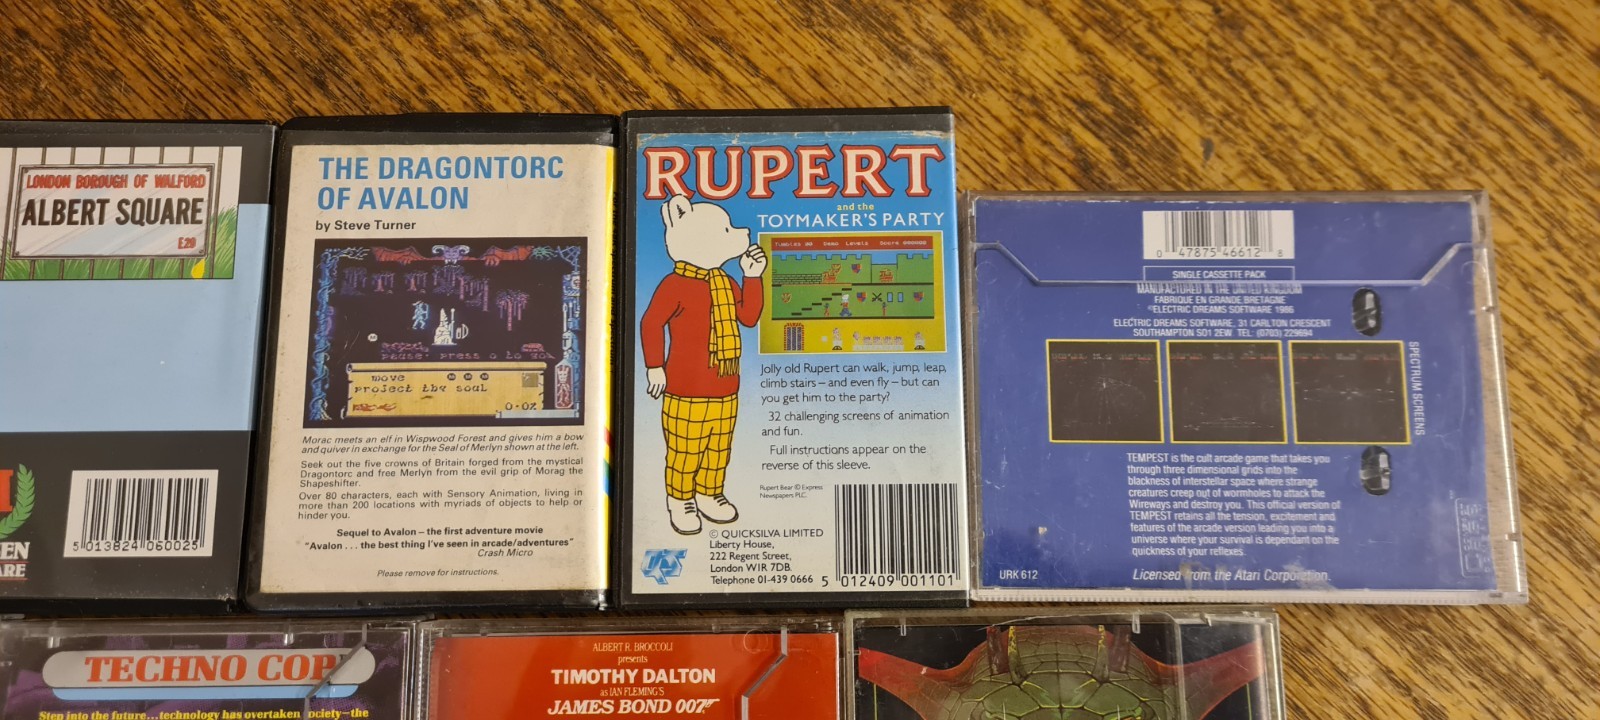 LONDON BOROUGH OF WALFORD
ALBERT SQUARE
E20
5 013824 060025
THE DRAGONTORC
OF AVALON
by Steve Turner
move
project the soul
0·0%
Morac meets an elf in Wispwood Forest and gives him a bow
and quiver in exchange for the Seal of Merlyn shown at the left.
Seek out the five crowns of Britain forged from the mystical
Dragontorc and free Merlyn from the evil grip of Morag the
Shapeshifter.
Over 80 characters, each with Sensory Animation, living in
more than 200 locations with myriads of objects to help or
hinder you.
Sequel to Avalon – the first adventure movie
"Avalon . . . the best thing I've seen in arcade/adventures"
Crash Micro
Please remove for instructions.
RUPERT
and the
TOYMAKER'S PARTY
Jolly old Rupert can walk, jump, leap,
climb stairs – and even fly – but can
you get him to the party?
32 challenging screens of animation
and fun.
Full instructions appear on the
reverse of this sleeve.
Rupert Bear © Express
Newspapers PLC.
© QUICKSILVA LIMITED
Liberty House,
222 Regent Street,
London W1R 7DB.
Telephone 01-439 0666
5 012409 001101
0 47875 46612 8
SINGLE CASSETTE PACK
MANUFACTURED IN THE UNITED KINGDOM
FABRIQUE EN GRANDE BRETAGNE
©ELECTRIC DREAMS SOFTWARE 1986
ELECTRIC DREAMS SOFTWARE, 31 CARLTON CRESCENT
SOUTHAMPTON SO1 2EW TEL: (0703) 229694
SPECTRUM SCREENS
TEMPEST is the cult arcade game that takes you
through three dimensional grids into the
blackness of interstellar space where strange
creatures creep out of wormholes to attack the
Wireways and destroy you. This official version of
TEMPEST retains all the tension, excitement and
features of the arcade version leading you into a
universe where your survival is dependant on the
quickness of your reflexes.
URK 612
Licensed from the Atari Corporation.
TECHNO COP
Step into the future...technology has overtaken society–the
ALBERT R. BROCCOLI
presents
TIMOTHY DALTON
as IAN FLEMING'S
JAMES BOND 007